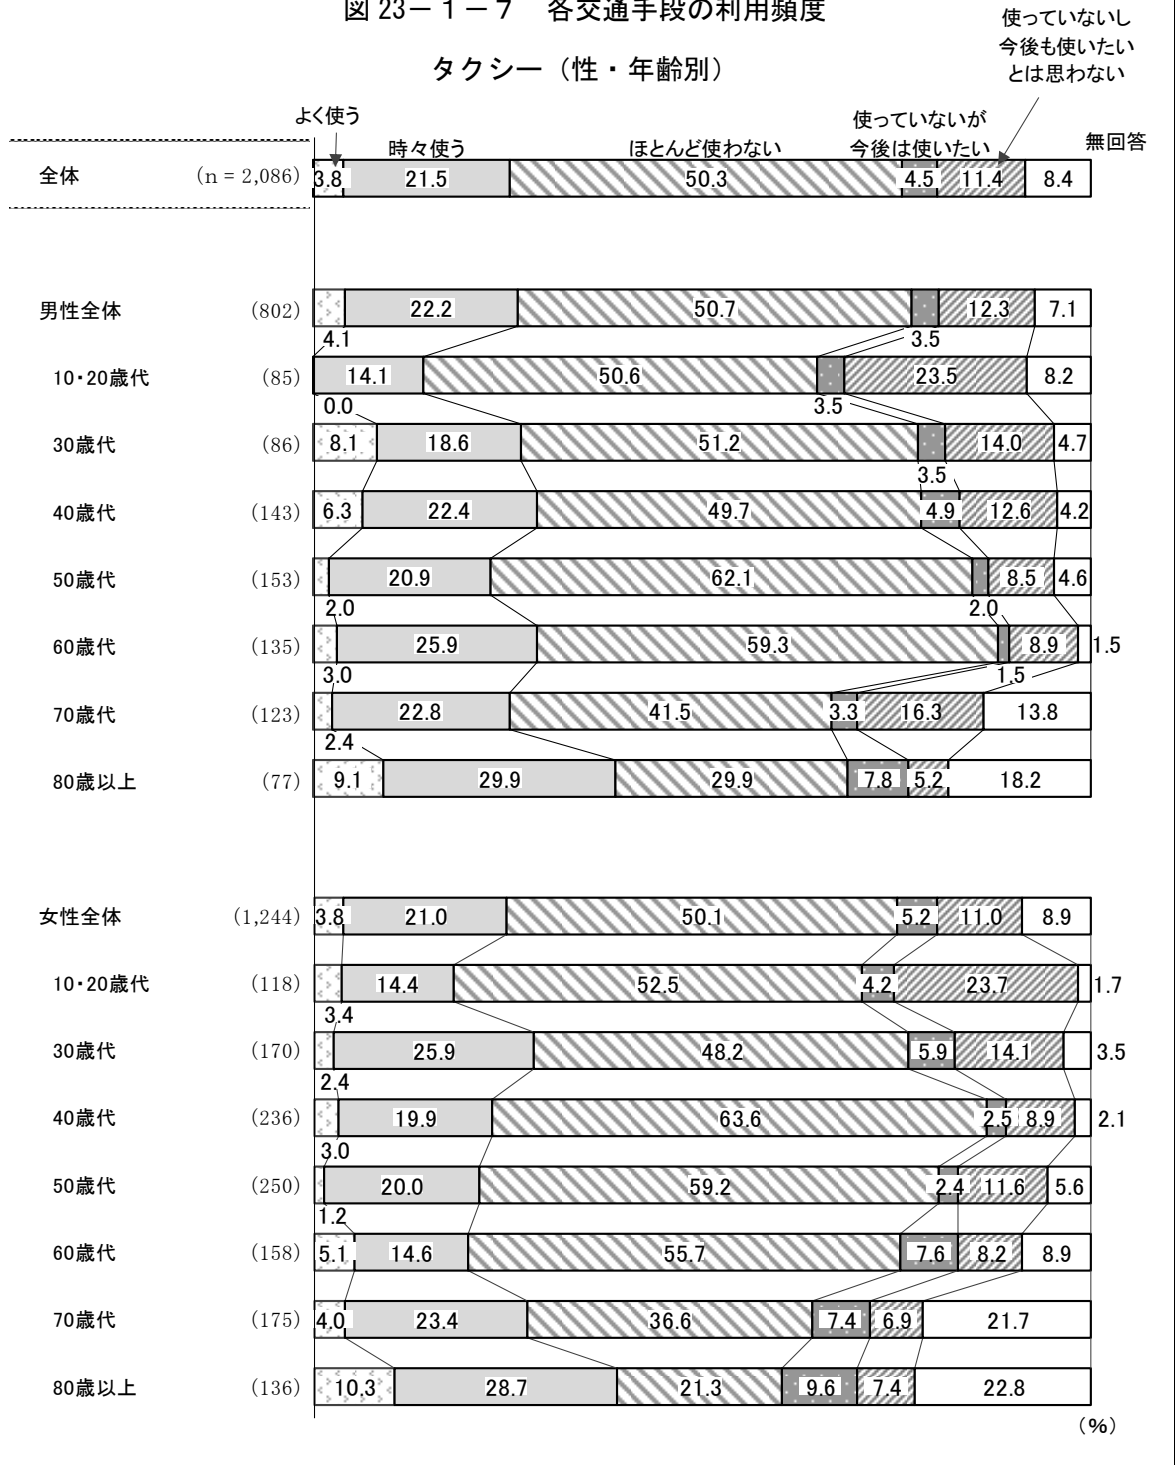 図 23－１－７　各交通手段の利用頻度
タクシー（性・年齢別）
使っていないし
今後も使いたい
とは思わない
よく使う
時々使う
ほとんど使わない
使っていないが
今後は使いたい
無回答
全体 (n = 2,086) 3.8 21.5 50.3 4.5 11.4 8.4
男性全体 (802) 22.2 50.7 12.3 7.1
4.1 3.5
10・20歳代 (85) 14.1 50.6 23.5 8.2
0.0 3.5
30歳代 (86) 8.1 18.6 51.2 14.0 4.7
3.5
40歳代 (143) 6.3 22.4 49.7 4.9 12.6 4.2
50歳代 (153) 20.9 62.1 8.5 4.6
2.0 2.0
60歳代 (135) 25.9 59.3 8.9 1.5
3.0 1.5
70歳代 (123) 22.8 41.5 3.3 16.3 13.8
2.4
80歳以上 (77) 9.1 29.9 29.9 7.8 5.2 18.2
女性全体 (1,244) 3.8 21.0 50.1 5.2 11.0 8.9
10・20歳代 (118) 14.4 52.5 4.2 23.7 1.7
3.4
30歳代 (170) 25.9 48.2 5.9 14.1 3.5
2.4
40歳代 (236) 19.9 63.6 2.5 8.9 2.1
3.0
50歳代 (250) 20.0 59.2 2.4 11.6 5.6
1.2
60歳代 (158) 5.1 14.6 55.7 7.6 8.2 8.9
70歳代 (175) 4.0 23.4 36.6 7.4 6.9 21.7
80歳以上 (136) 10.3 28.7 21.3 9.6 7.4 22.8
(％)